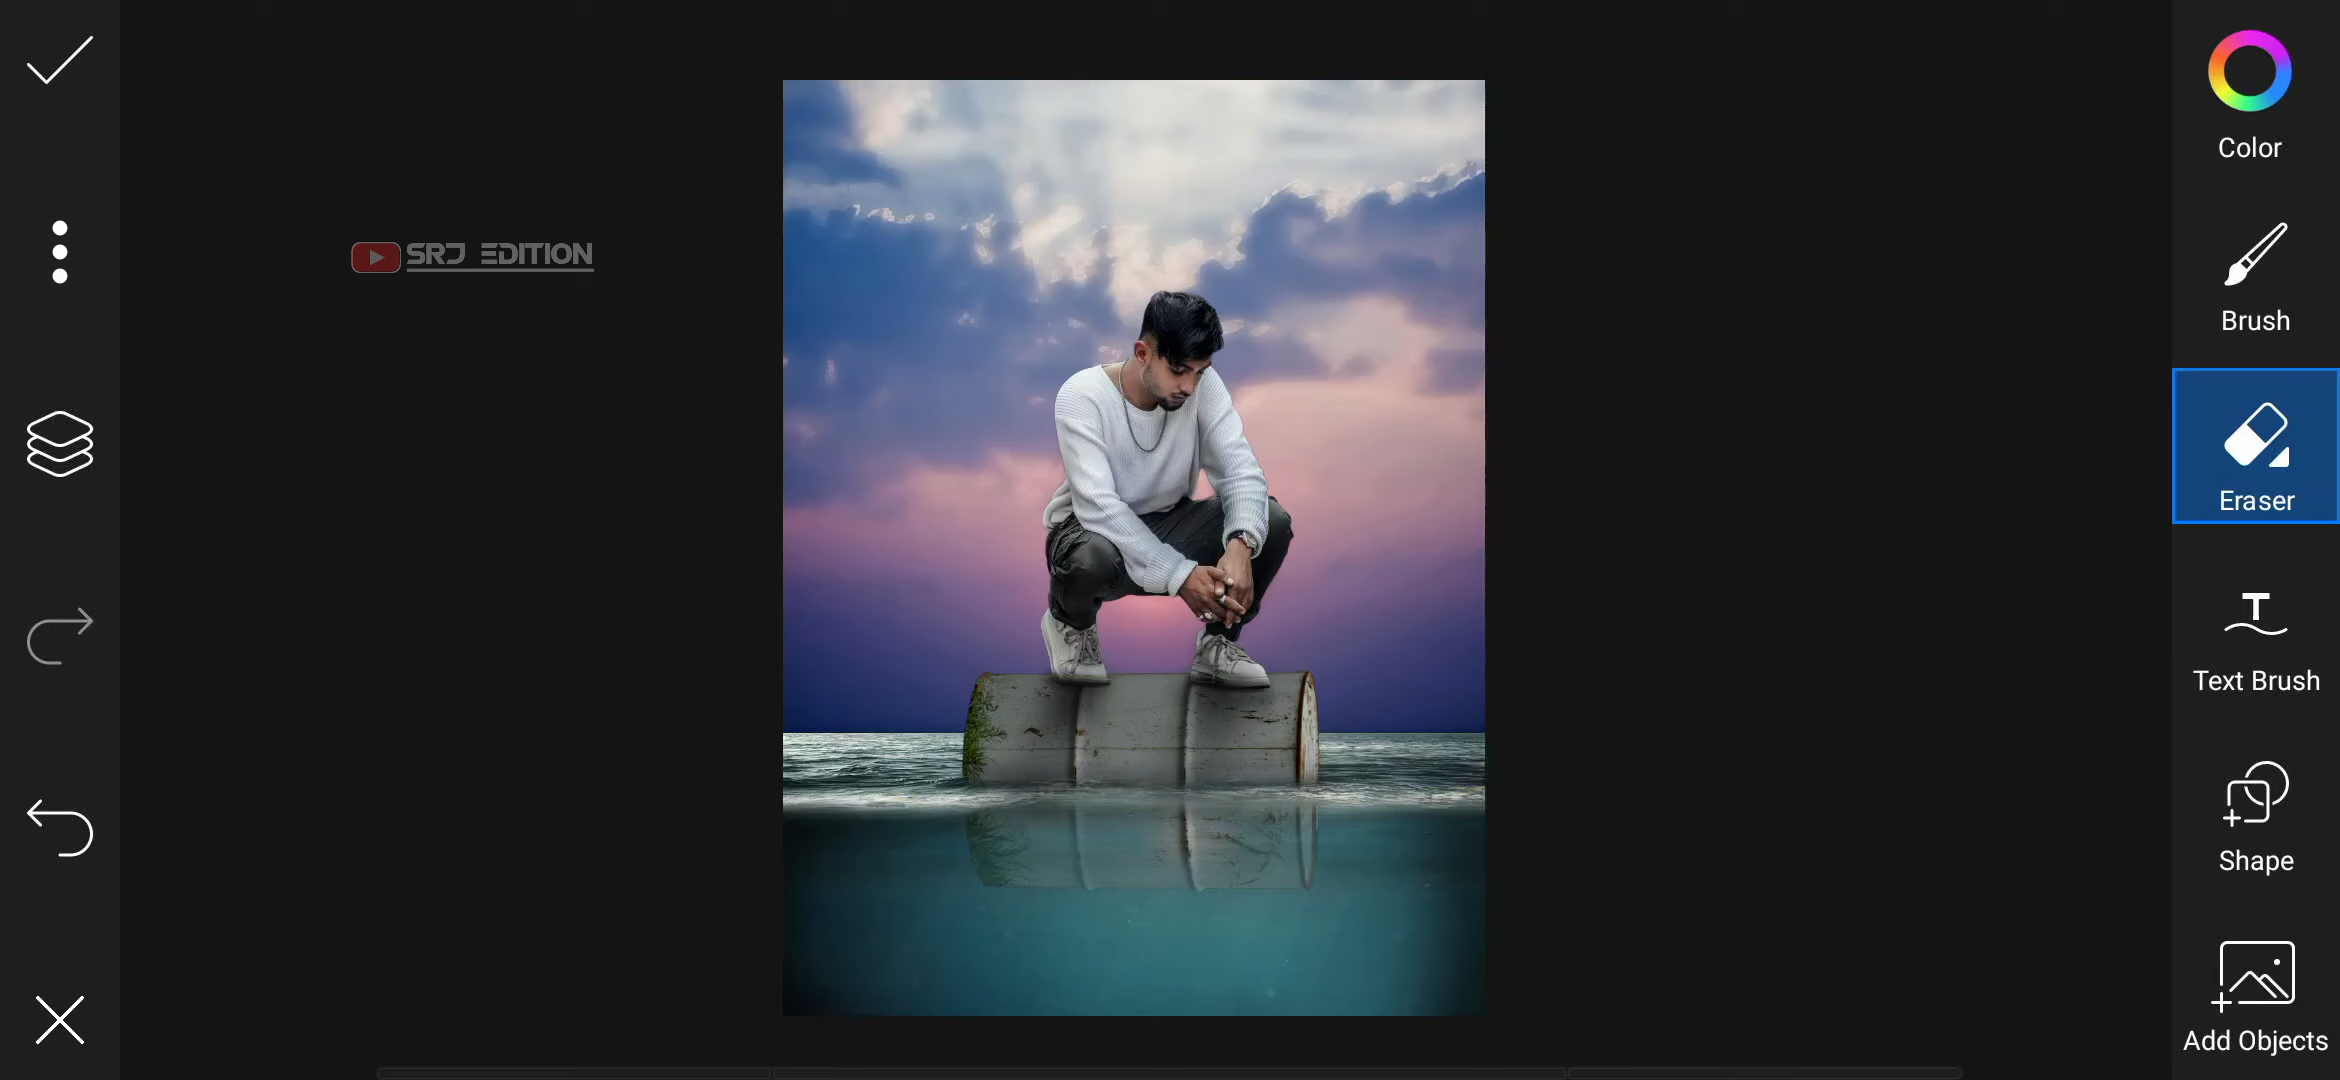 SRJ EDITION
Color
Brush
Eraser
Text Brush
Shape
Add Objects